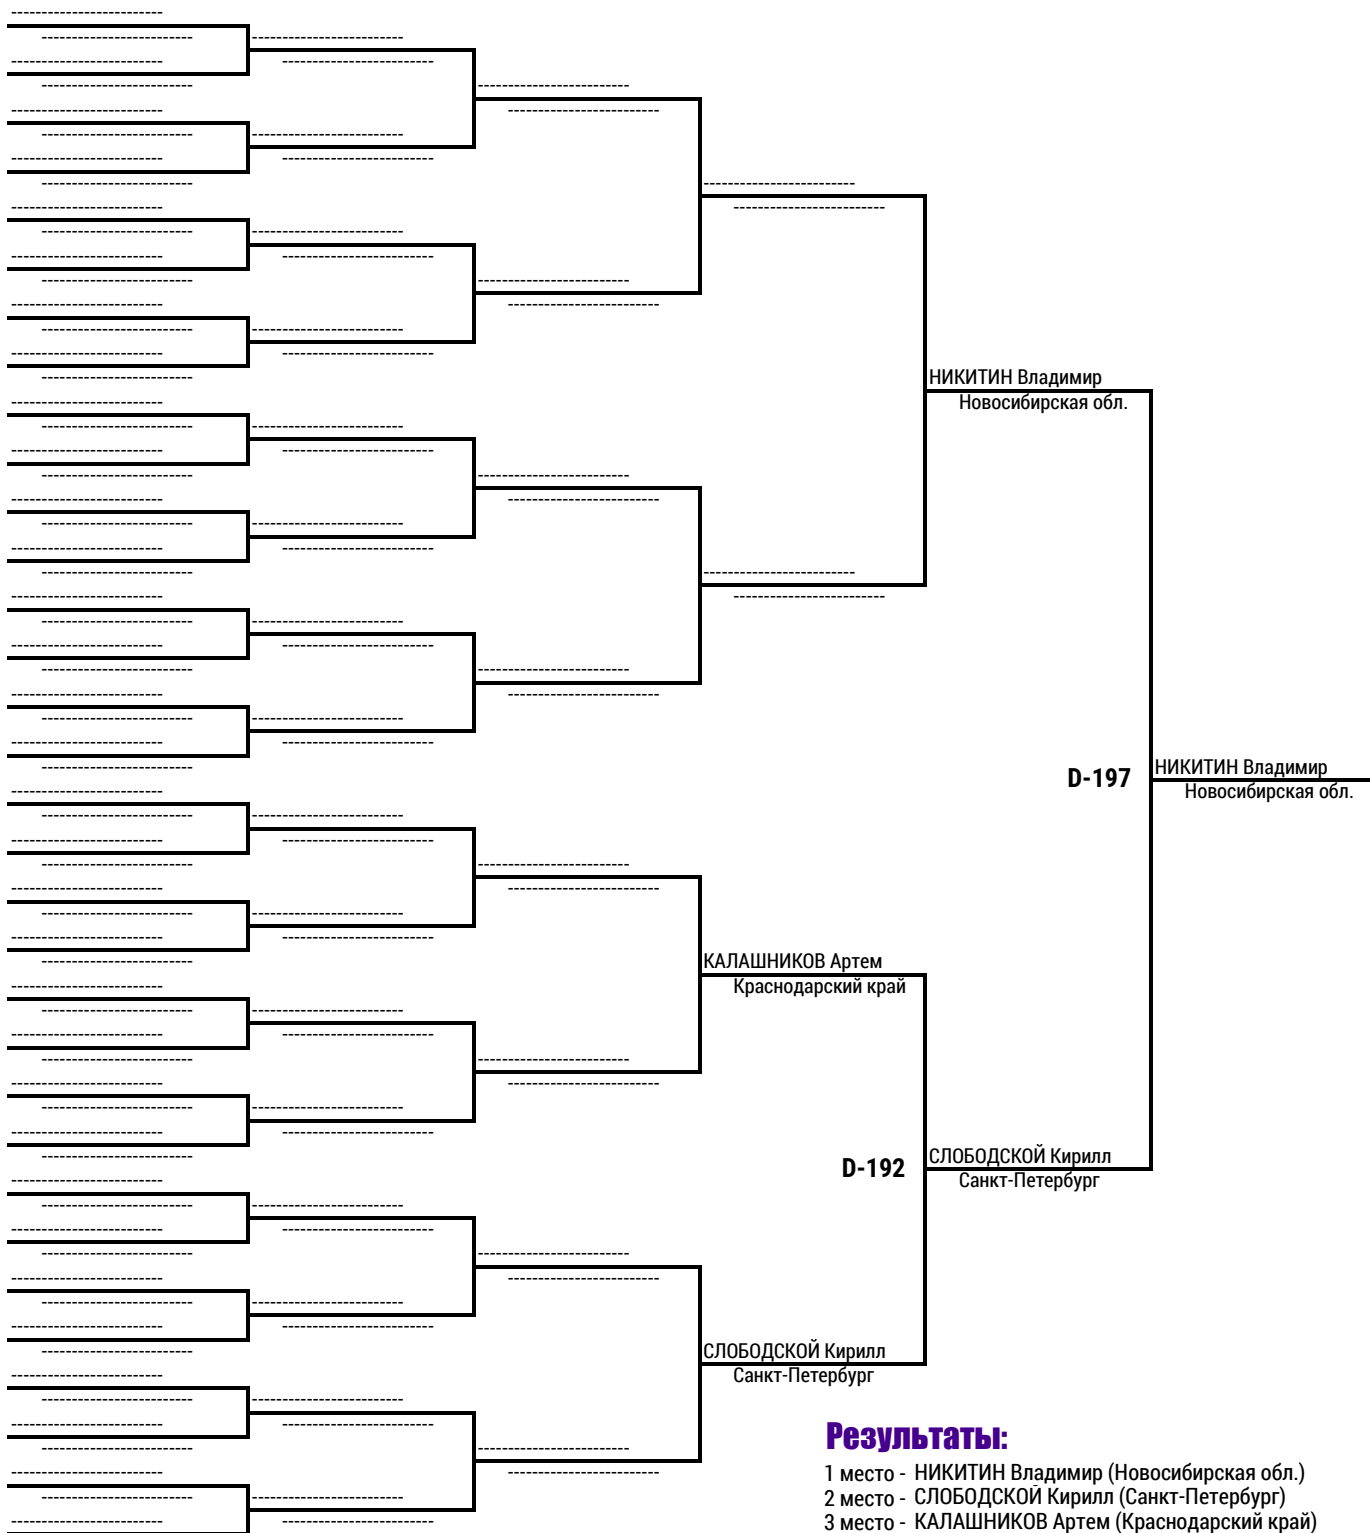 НИКИТИН Владимир
Новосибирская обл.
D-197
НИКИТИН Владимир
Новосибирская обл.
КАЛАШНИКОВ Артем
Краснодарский край
D-192
СЛОБОДСКОЙ Кирилл
Санкт-Петербург
СЛОБОДСКОЙ Кирилл
Санкт-Петербург
Результаты:
1 место - НИКИТИН Владимир (Новосибирская обл.)
2 место - СЛОБОДСКОЙ Кирилл (Санкт-Петербург)
3 место - КАЛАШНИКОВ Артем (Краснодарский край)